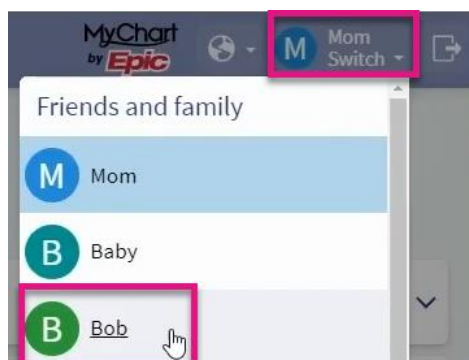 MyChart
by Epic
M
Mom
Switch
Friends and family
M Mom
B Baby
B Bob